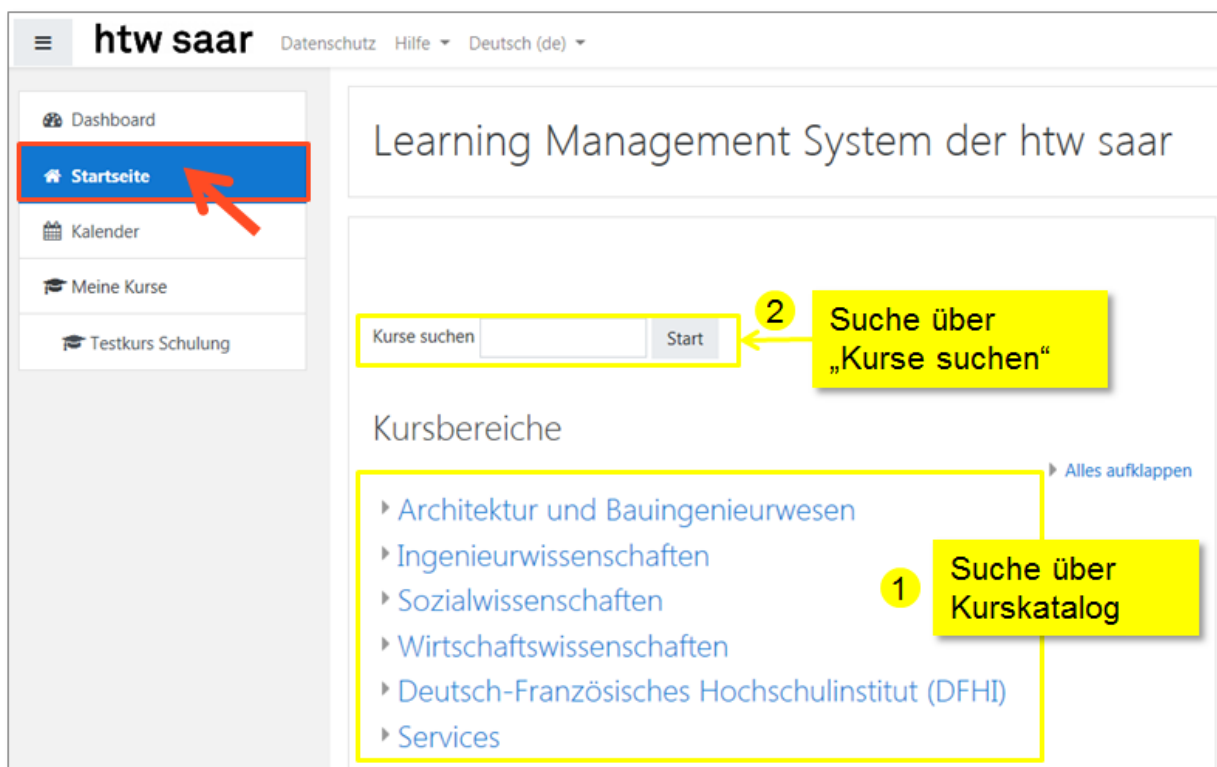 htw saar Datenschutz Hilfe Deutsch (de)
Dashboard
Startseite
Kalender
Meine Kurse
Testkurs Schulung
Learning Management System der htw saar
Kurse suchen Start
2
Suche über
„Kurse suchen“
Kursbereiche
Alles aufklappen
Architektur und Bauingenieurwesen
Ingenieurwissenschaften
Sozialwissenschaften
Wirtschaftswissenschaften
Deutsch-Französisches Hochschulinstitut (DFHI)
Services
1
Suche über
Kurskatalog